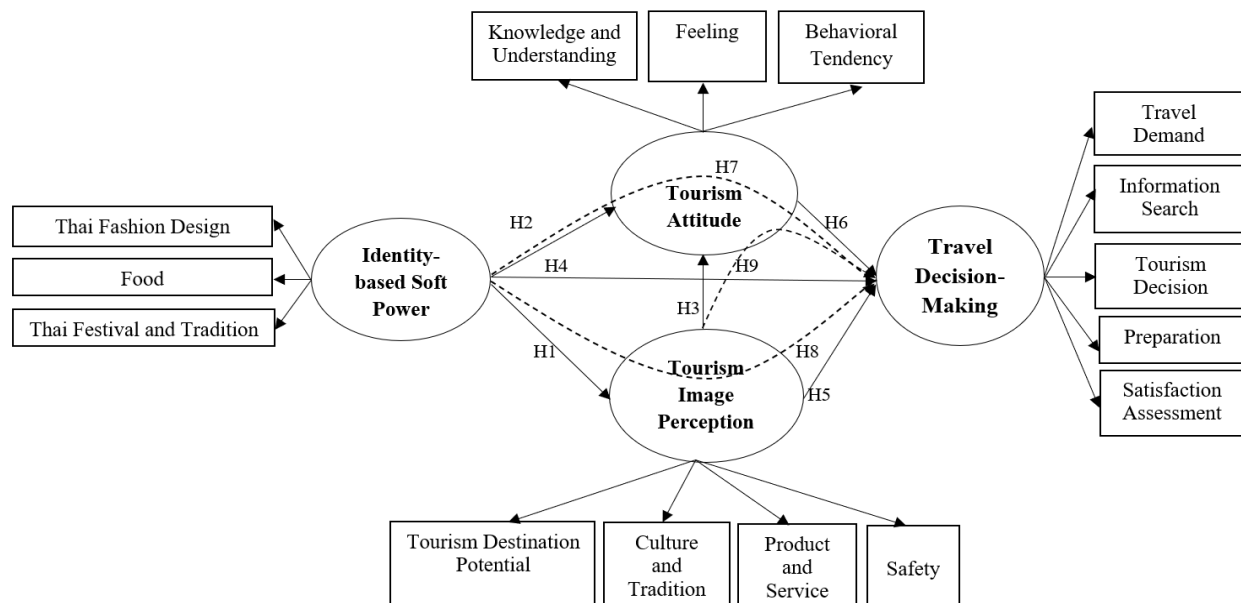 Knowledge and
Understanding
Feeling
Behavioral
Tendency
Travel
Demand
Information
Search
Tourism
Decision
Preparation
Satisfaction
Assessment
Thai Fashion Design
Food
Thai Festival and Tradition
Identity-
based Soft
Power
H7
Tourism
Attitude
H2
H6
H4
H9
H3
H1
H8
H5
Travel
Decision-
Making
Tourism
Image
Perception
Tourism Destination
Potential
Culture
and
Tradition
Product
and
Service
Safety